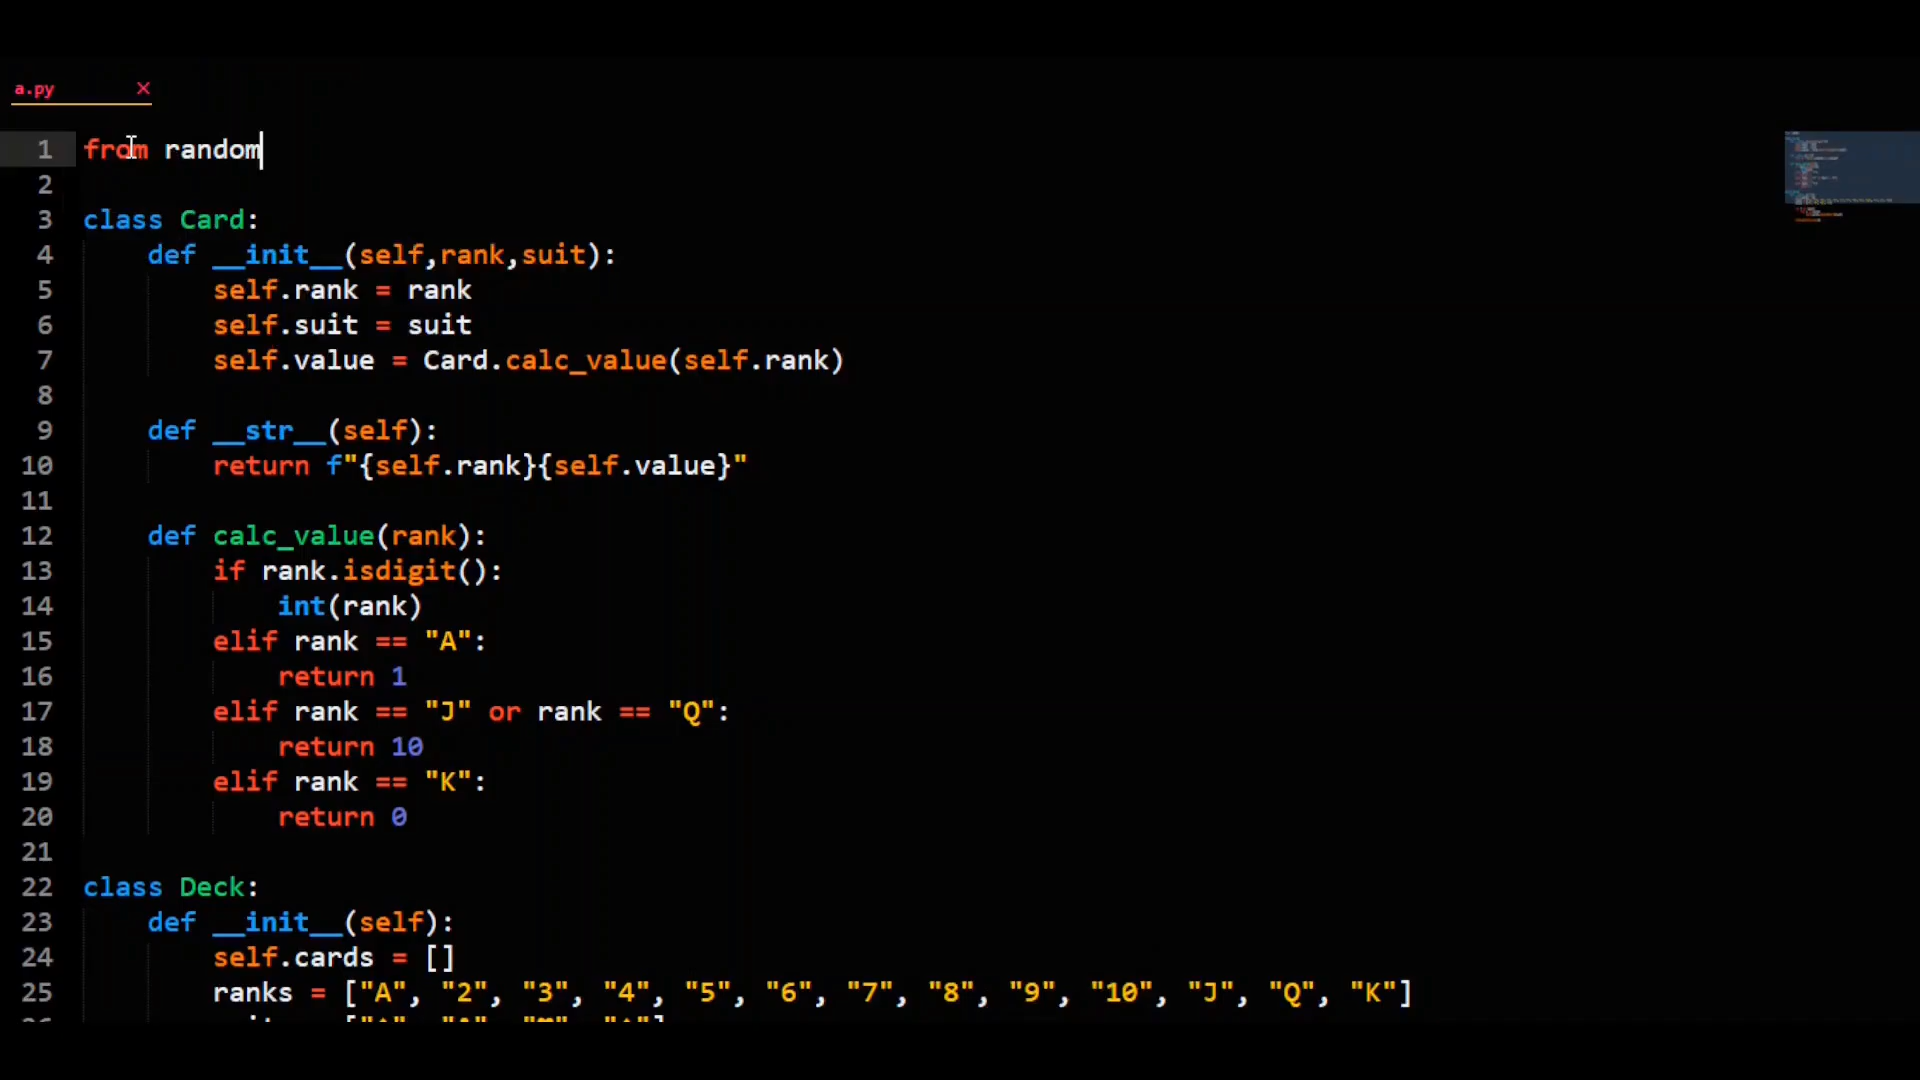 a.py ×
1 from random
2
3 class Card:
4 def __init__(self,rank,suit):
5 self.rank = rank
6 self.suit = suit
7 self.value = Card.calc_value(self.rank)
8
9 def __str__(self):
10 return f"{self.rank}{self.value}"
11
12 def calc_value(rank):
13 if rank.isdigit():
14 int(rank)
15 elif rank == "A":
16 return 1
17 elif rank == "J" or rank == "Q":
18 return 10
19 elif rank == "K":
20 return 0
21
22 class Deck:
23 def __init__(self):
24 self.cards = []
25 ranks = ["A", "2", "3", "4", "5", "6", "7", "8", "9", "10", "J", "Q", "K"]